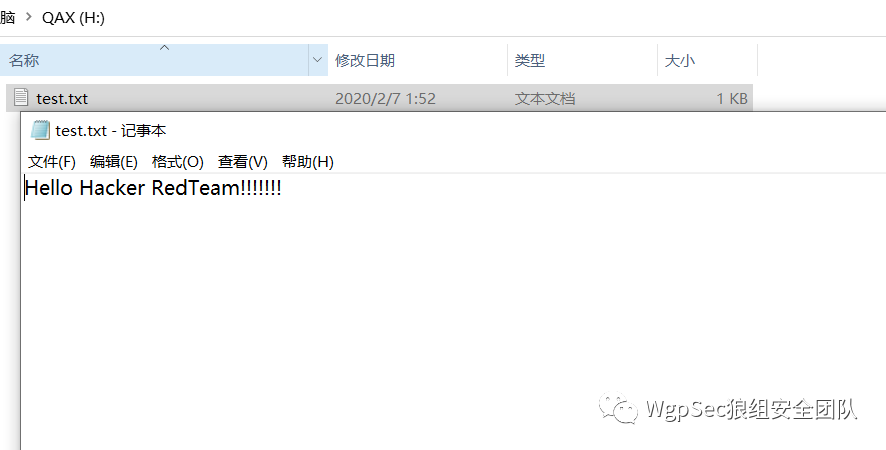 脑 > QAX (H:)
名称 修改日期 类型 大小
test.txt 2020/2/7 1:52 文本文档 1 KB
test.txt - 记事本
文件(F) 编辑(E) 格式(O) 查看(V) 帮助(H)
Hello Hacker RedTeam!!!!!!!
WgpSec狼组安全团队